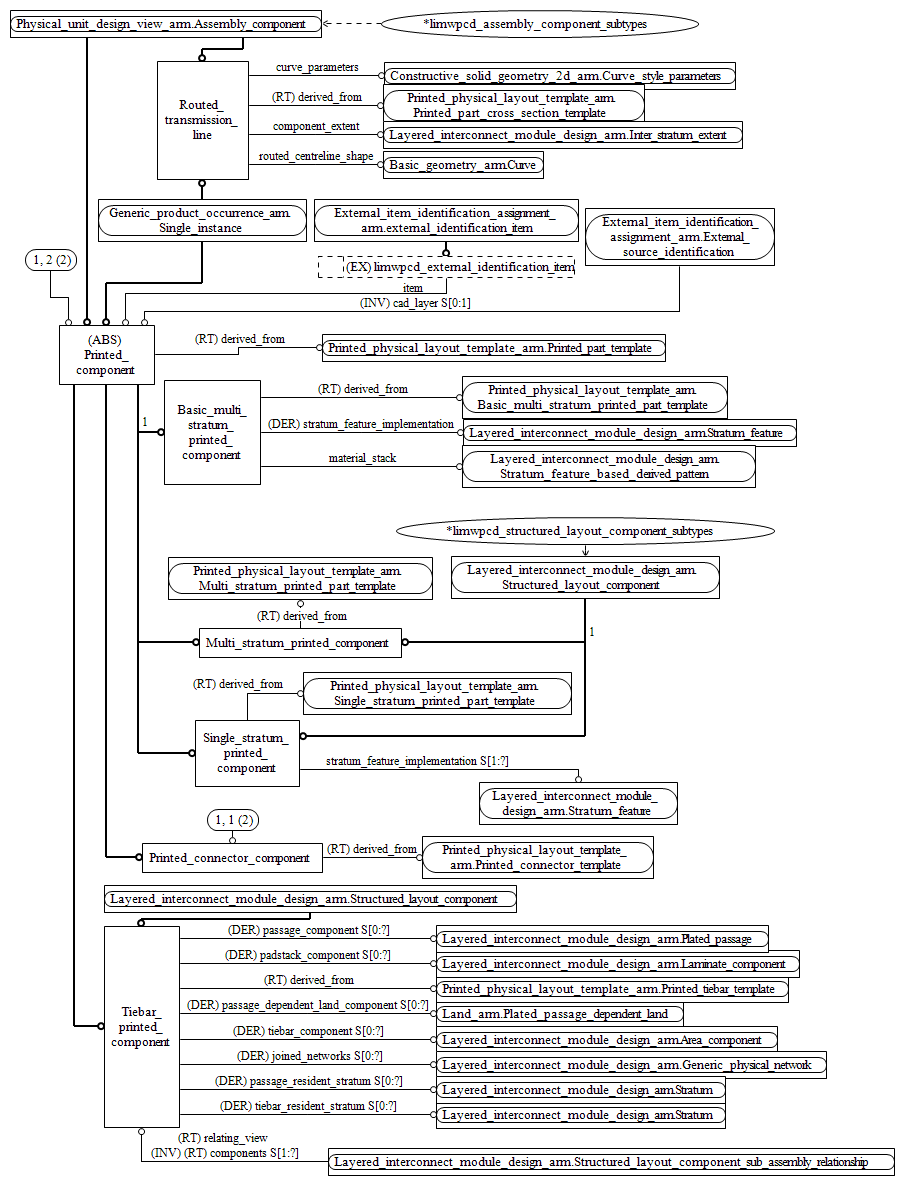 Physical_unit_design_view_arm.Assembly_component
*limwpcd_assembly_component_subtypes
Routed_
transmission_
line
curve_parameters
Constructive_solid_geometry_2d_arm.Curve_style_parameters
(RT) derived_from
Printed_physical_layout_template_arm.
Printed_part_cross_section_template
component_extent
Layered_interconnect_module_design_arm.Inter_stratum_extent
routed_centreline_shape
Basic_geometry_arm.Curve
Generic_product_occurrence_arm.
Single_instance
External_item_identification_assignment_
arm.external_identification_item
External_item_identification_
assignment_arm.External_
source_identification
1, 2 (2)
(EX) limwpcd_external_identification_item
item
(INV) cad_layer S[0:1]
(ABS)
Printed_
component
(RT) derived_from
Printed_physical_layout_template_arm.Printed_part_template
1
Basic_multi_
stratum_
printed_
component
(RT) derived_from
Printed_physical_layout_template_arm.
Basic_multi_stratum_printed_part_template
(DER) stratum_feature_implementation
Layered_interconnect_module_design_arm.Stratum_feature
material_stack
Layered_interconnect_module_design_arm.
Stratum_feature_based_derived_pattern
*limwpcd_structured_layout_component_subtypes
Printed_physical_layout_template_arm.
Multi_stratum_printed_part_template
Layered_interconnect_module_design_arm.
Structured_layout_component
(RT) derived_from
1
Multi_stratum_printed_component
(RT) derived_from
Printed_physical_layout_template_arm.
Single_stratum_printed_part_template
Single_stratum_
printed_
component
stratum_feature_implementation S[1:?]
Layered_interconnect_module_
design_arm.Stratum_feature
1, 1 (2)
Printed_connector_component
(RT) derived_from
Printed_physical_layout_template_
arm.Printed_connector_template
Layered_interconnect_module_design_arm.Structured_layout_component
Tiebar_
printed_
component
(DER) passage_component S[0:?]
Layered_interconnect_module_design_arm.Plated_passage
(DER) padstack_component S[0:?]
Layered_interconnect_module_design_arm.Laminate_component
(RT) derived_from
Printed_physical_layout_template_arm.Printed_tiebar_template
(DER) passage_dependent_land_component S[0:?]
Land_arm.Plated_passage_dependent_land
(DER) tiebar_component S[0:?]
Layered_interconnect_module_design_arm.Area_component
(DER) joined_networks S[0:?]
Layered_interconnect_module_design_arm.Generic_physical_network
(DER) passage_resident_stratum S[0:?]
Layered_interconnect_module_design_arm.Stratum
(DER) tiebar_resident_stratum S[0:?]
Layered_interconnect_module_design_arm.Stratum
(RT) relating_view
(INV) (RT) components S[1:?]
Layered_interconnect_module_design_arm.Structured_layout_component_sub_assembly_relationship